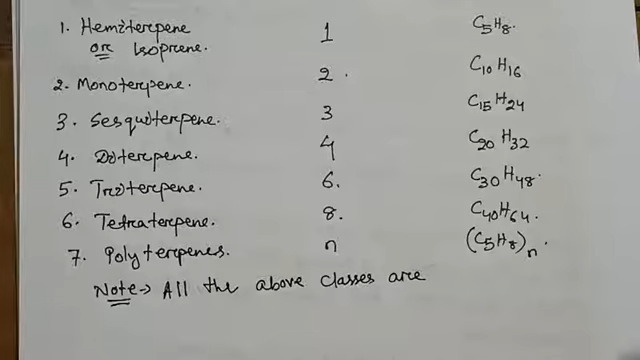 1. Hemiterpene 1 C5H8.
or Isoprene.
2. Monoterpene. 2. C10H16
3. Sesquiterpene. 3 C15H24
4. Diterpene. 4 C20H32
5. Triterpene. 6. C30H48.
6. Tetraterpene. 8. C40H64.
7. Polyterpenes. n (C5H8)n.
Note→ All the above classes are